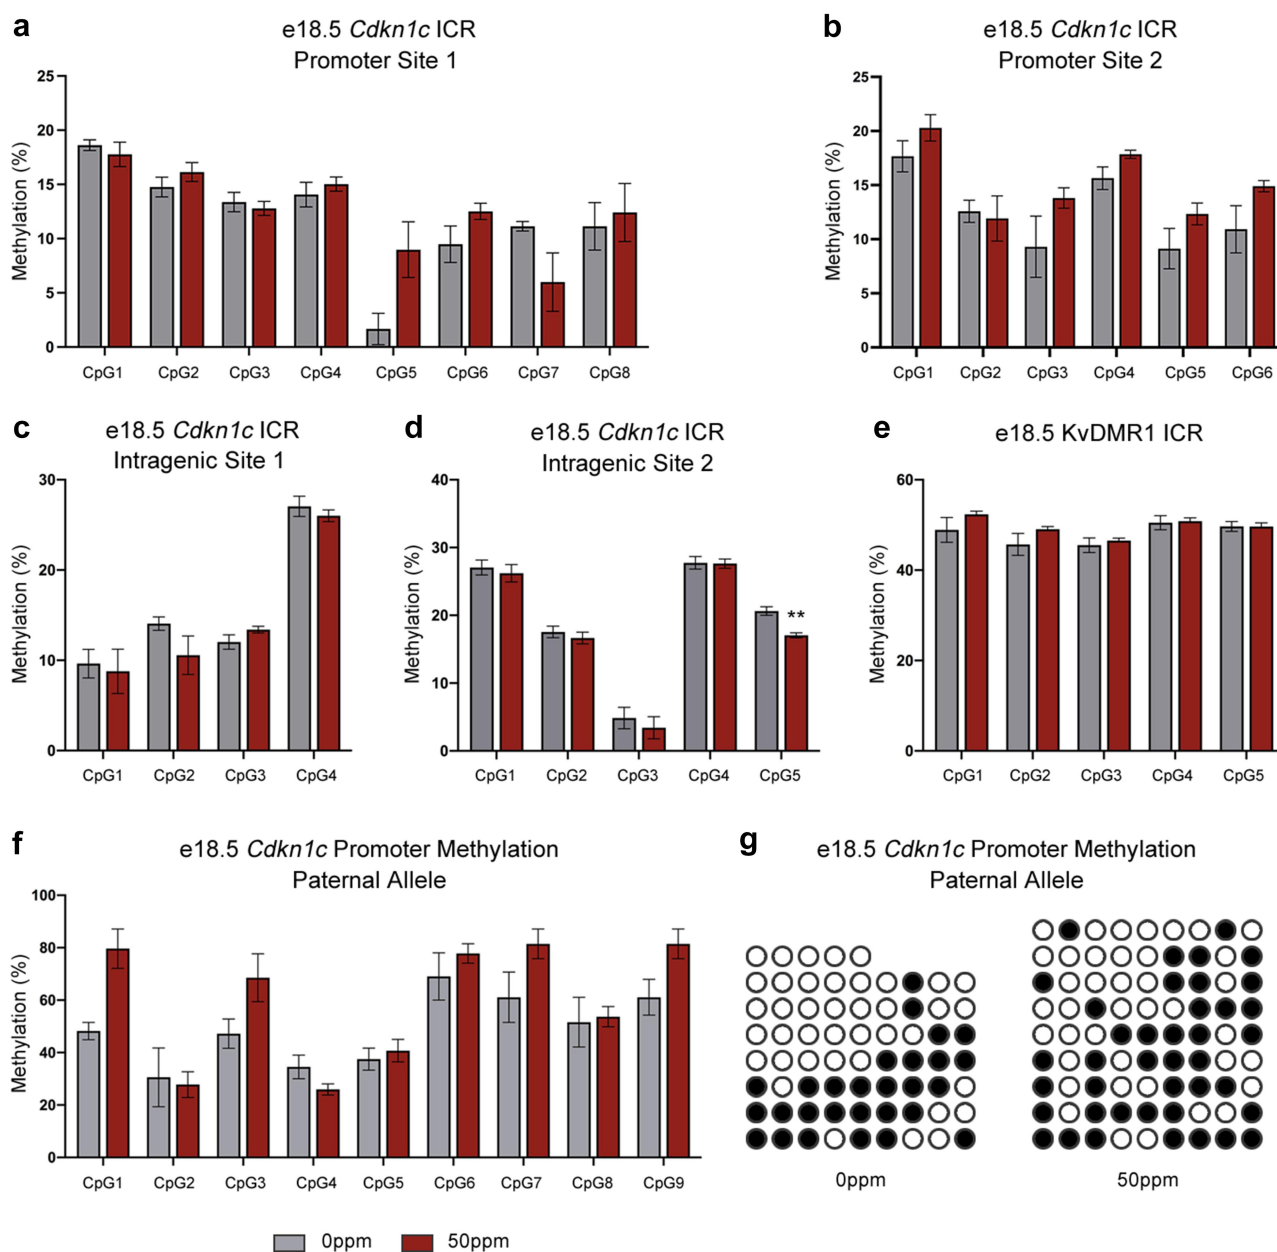 a
e18.5 Cdkn1c ICR
Promoter Site 1
Methylation (%)
25
20
15
10
5
0
CpG1 CpG2 CpG3 CpG4 CpG5 CpG6 CpG7 CpG8
b
e18.5 Cdkn1c ICR
Promoter Site 2
Methylation (%)
25
20
15
10
5
0
CpG1 CpG2 CpG3 CpG4 CpG5 CpG6
c
e18.5 Cdkn1c ICR
Intragenic Site 1
Methylation (%)
30
20
10
0
CpG1 CpG2 CpG3 CpG4
d
e18.5 Cdkn1c ICR
Intragenic Site 2
Methylation (%)
40
30
20
10
0
**
CpG1 CpG2 CpG3 CpG4 CpG5
e
e18.5 KvDMR1 ICR
Methylation (%)
60
40
20
0
CpG1 CpG2 CpG3 CpG4 CpG5
f
e18.5 Cdkn1c Promoter Methylation
Paternal Allele
Methylation (%)
100
80
60
40
20
0
CpG1 CpG2 CpG3 CpG4 CpG5 CpG6 CpG7 CpG8 CpG9
0ppm 50ppm
g
e18.5 Cdkn1c Promoter Methylation
Paternal Allele
0ppm 50ppm